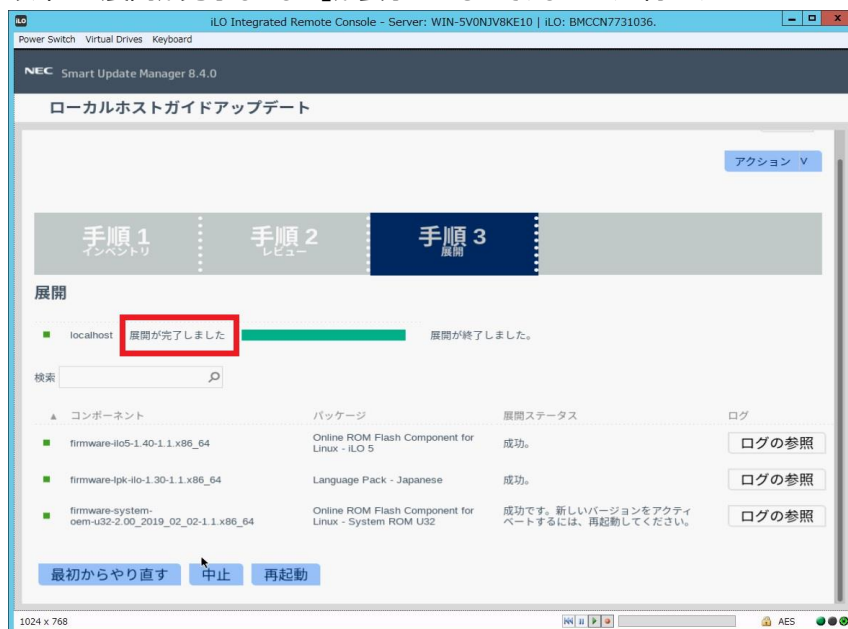 iLO Integrated Remote Console - Server: WIN-5V0NJV8KE10 | iLO: BMCCN7731036.
Power Switch Virtual Drives Keyboard
NEC Smart Update Manager 8.4.0
ローカルホストガイドアップデート
アクション
手順 1
インベントリ
手順 2
レビュー
手順 3
展開
展開
localhost 展開が完了しました 展開が終了しました。
検索
コンポーネント パッケージ 展開ステータス ログ
firmware-ilo5-1.40-1.1.x86_64 Online ROM Flash Component for Linux - iLO 5 成功。 ログの参照
firmware-lpk-ilo-1.30-1.1.x86_64 Language Pack - Japanese 成功。 ログの参照
firmware-system-oem-u32-2.00_2019_02_02-1.1.x86_64 Online ROM Flash Component for Linux - System ROM U32 成功です。新しいバージョンをアクティベートするには、再起動してください。 ログの参照
最初からやり直す 中止 再起動
1024 x 768 AES